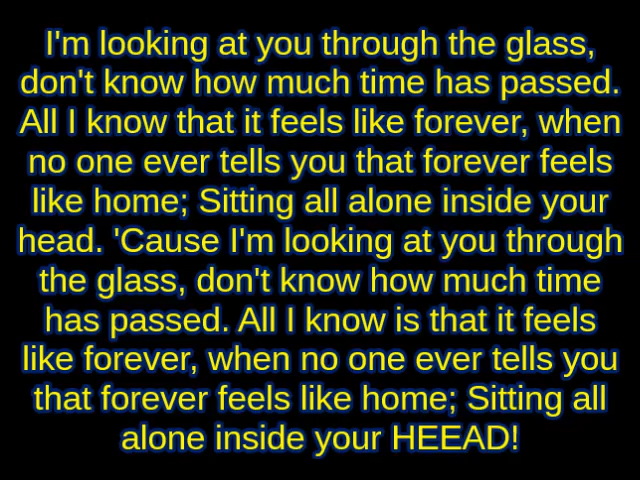 I'm looking at you through the glass,
don't know how much time has passed.
All I know that it feels like forever, when
no one ever tells you that forever feels
like home; Sitting all alone inside your
head. 'Cause I'm looking at you through
the glass, don't know how much time
has passed. All I know is that it feels
like forever, when no one ever tells you
that forever feels like home; Sitting all
alone inside your HEEAD!